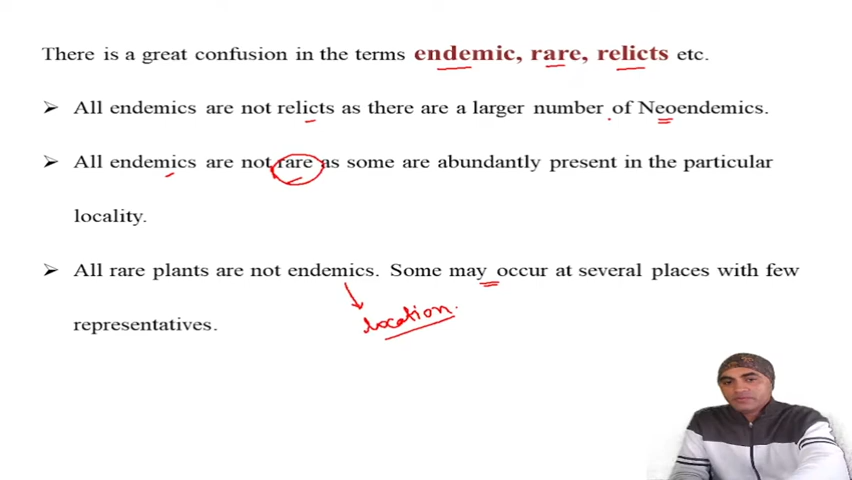 There is a great confusion in the terms endemic, rare, relicts etc.
➤ All endemics are not relicts as there are a larger number of Neoendemics.
➤ All endemics are not rare as some are abundantly present in the particular
locality.
➤ All rare plants are not endemics. Some may occur at several places with few
location.
representatives.